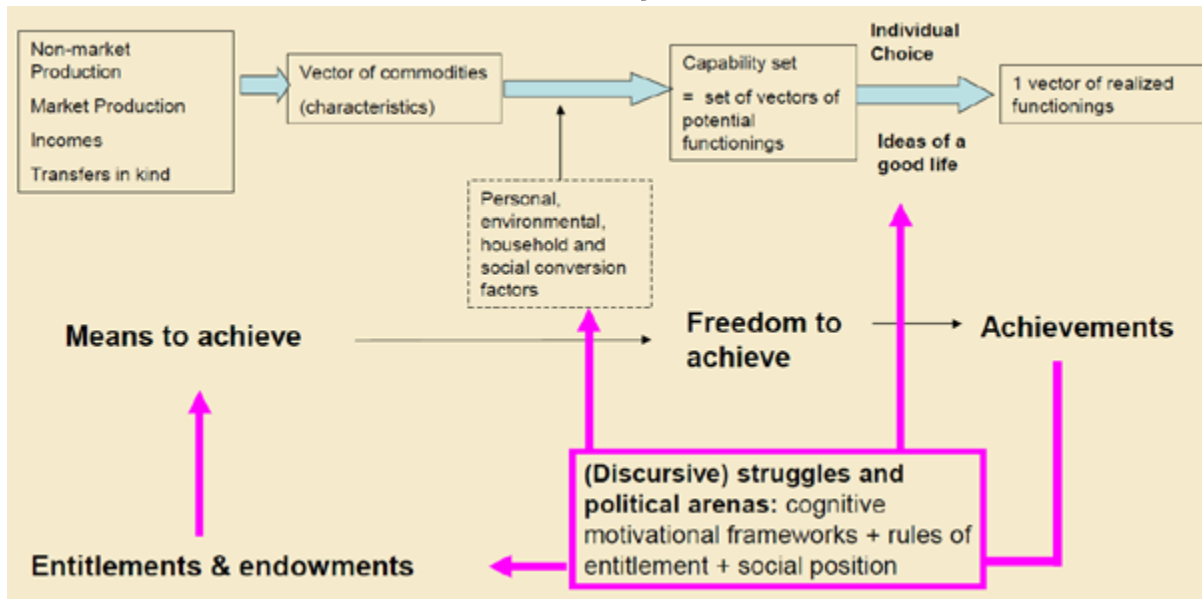 Non-market
Production
Market Production
Incomes
Transfers in kind
Vector of commodities
(characteristics)
Personal,
environmental,
household and
social conversion
factors
Capability set
= set of vectors of
potential
functionings
Individual
Choice
Ideas of a
good life
1 vector of realized
functionings
Means to achieve
Freedom to
achieve
Achievements
(Discursive) struggles and
political arenas: cognitive
motivational frameworks + rules of
entitlement + social position
Entitlements & endowments